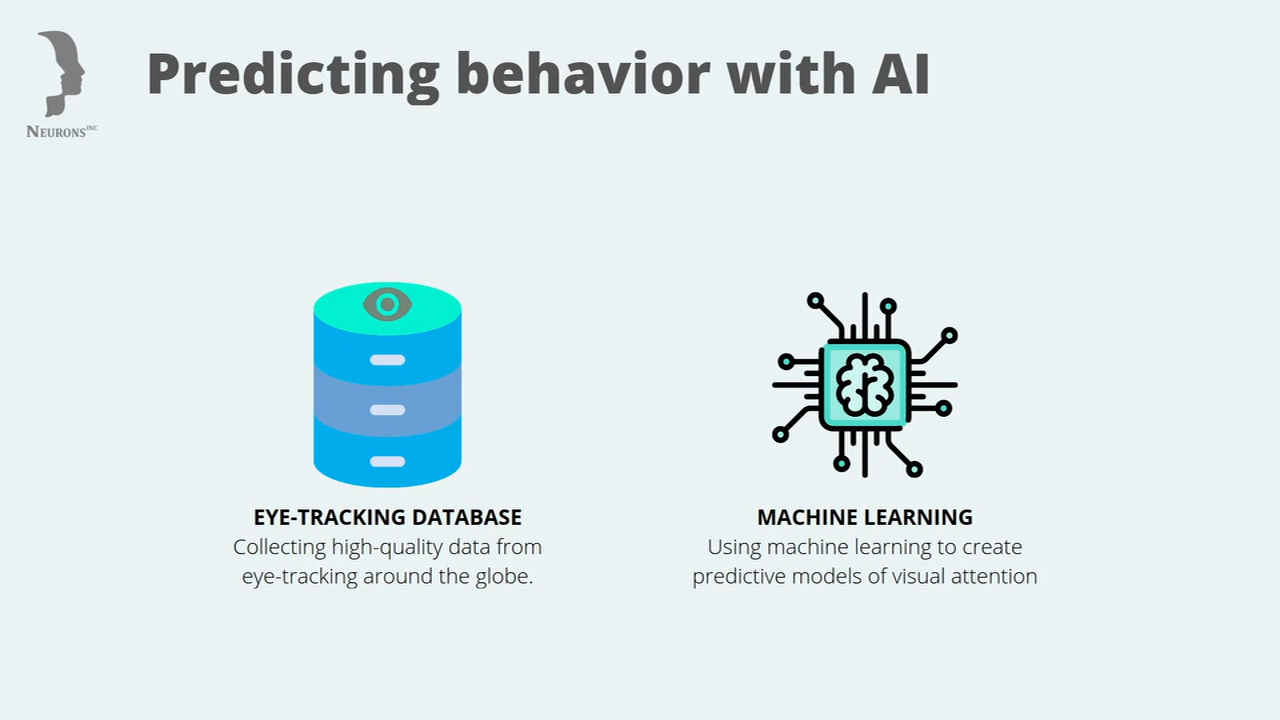 Predicting behavior with AI
NEURONS INC
EYE-TRACKING DATABASE
Collecting high-quality data from
eye-tracking around the globe.
MACHINE LEARNING
Using machine learning to create
predictive models of visual attention